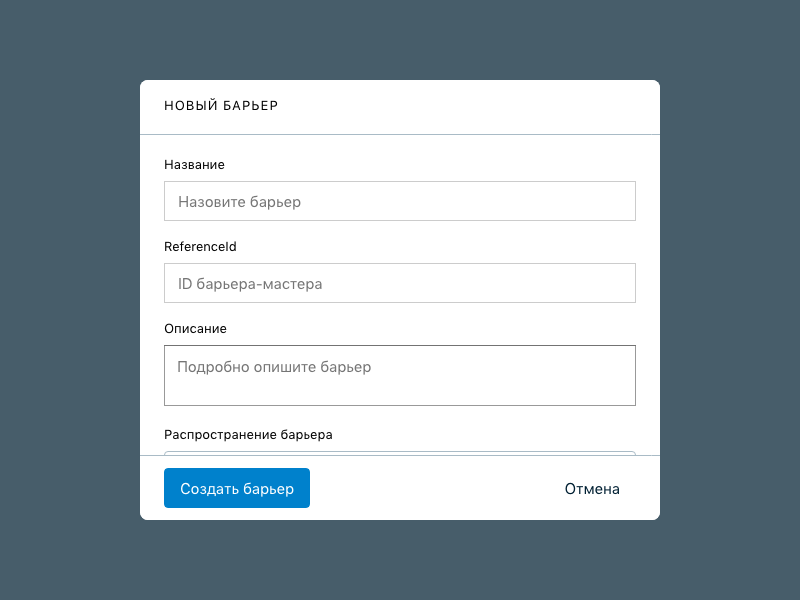 НОВЫЙ БАРЬЕР
Название
Назовите барьер
ReferenceId
ID барьера-мастера
Описание
Подробно опишите барьер
Распространение барьера
Создать барьер
Отмена